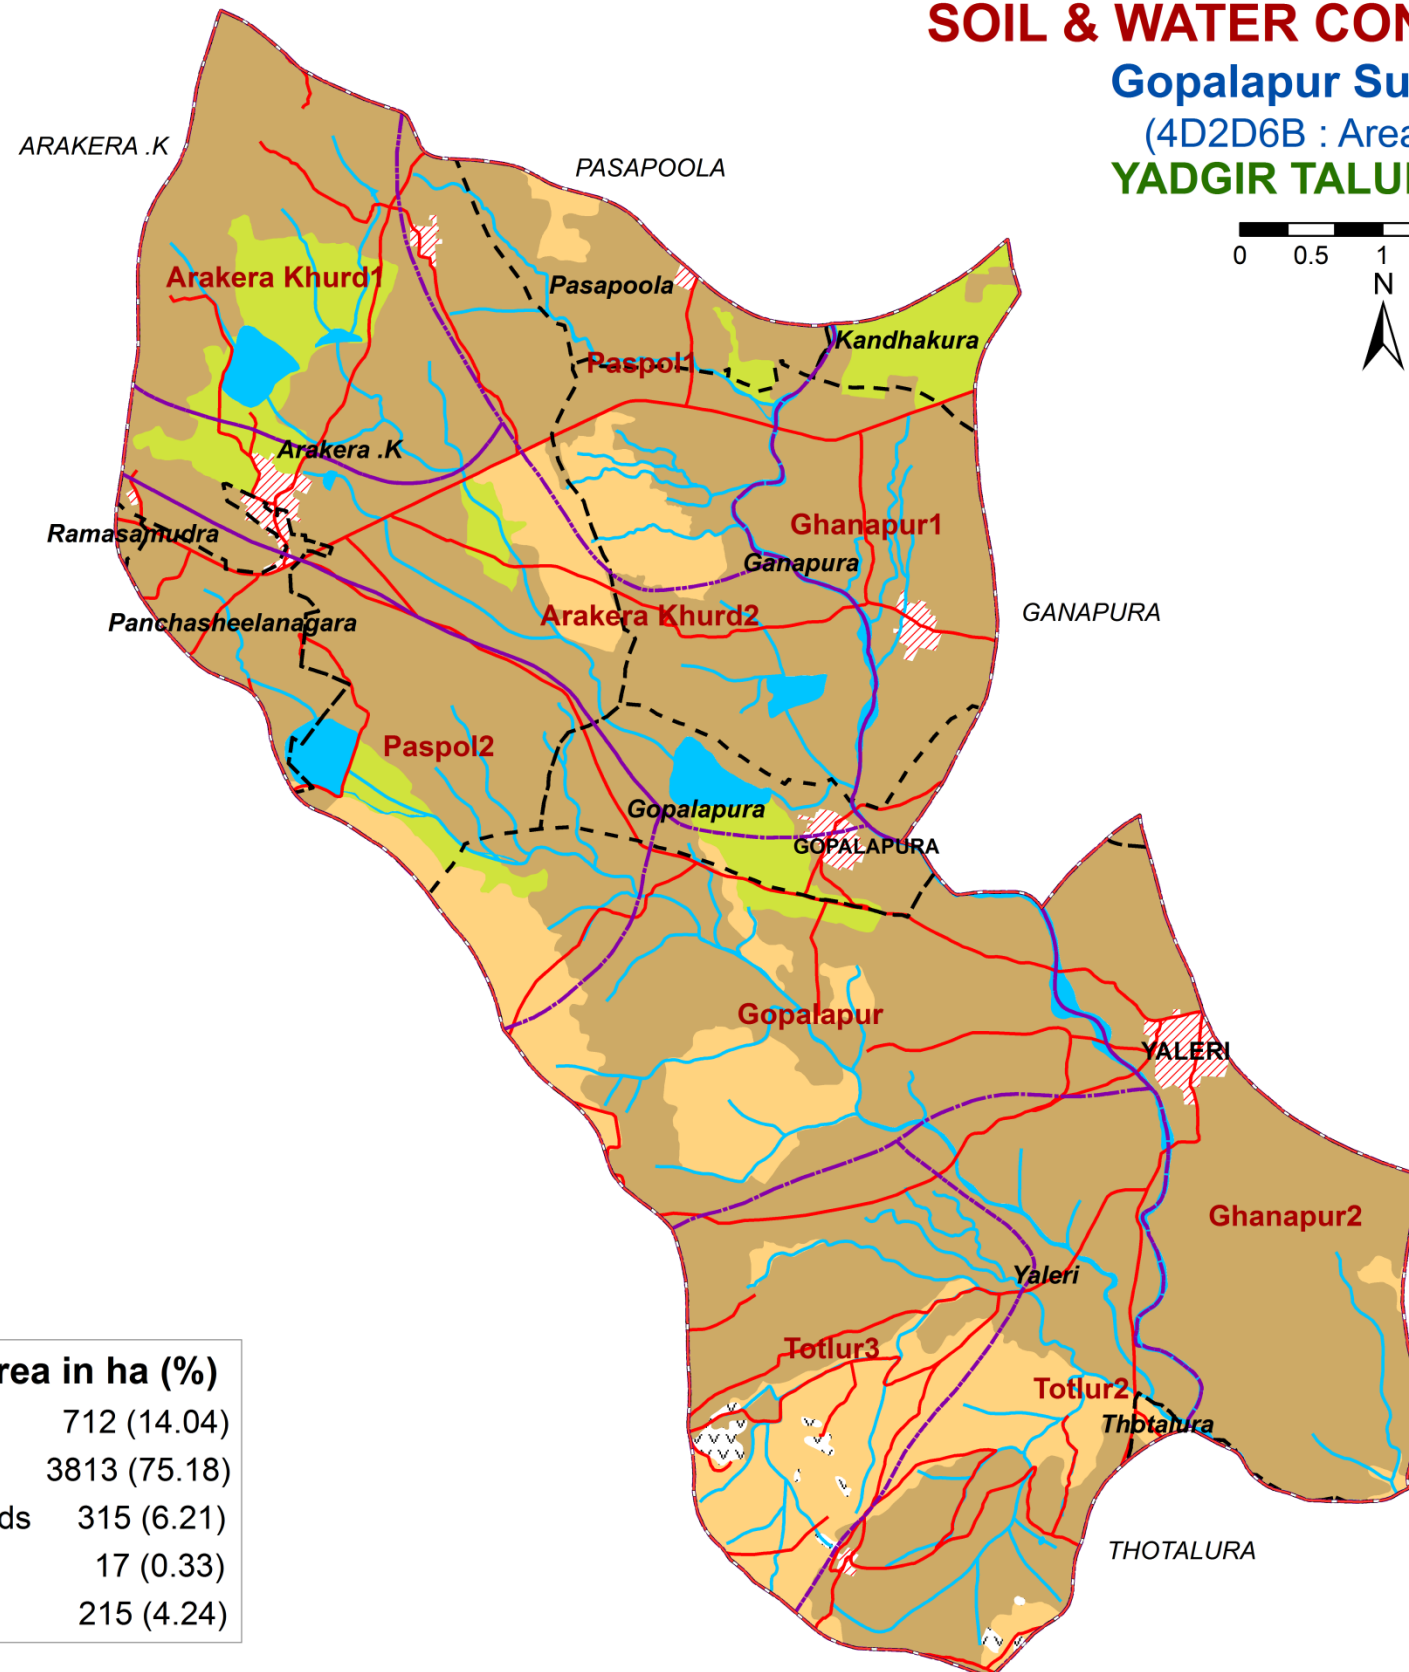 SOIL & WATER CON
Gopalapur Su
(4D2D6B : Area
YADGIR TALU
0 0.5 1
N
ARAKERA .K
PASAPOOLA
Arakera Khurd1
Pasapoola
Kandhakura
Paspol1
Arakera .K
Ghanapur1
Ramasamudra
Ganapura
Arakera Khurd2
GANAPURA
Panchasheelanagara
Paspol2
Gopalapura
GOPALAPURA
Gopalapur
YALERI
Ghanapur2
Yaleri
Totlur3
Totlur2
Thotalura
THOTALURA
rea in ha (%)
712 (14.04)
3813 (75.18)
ds 315 (6.21)
17 (0.33)
215 (4.24)